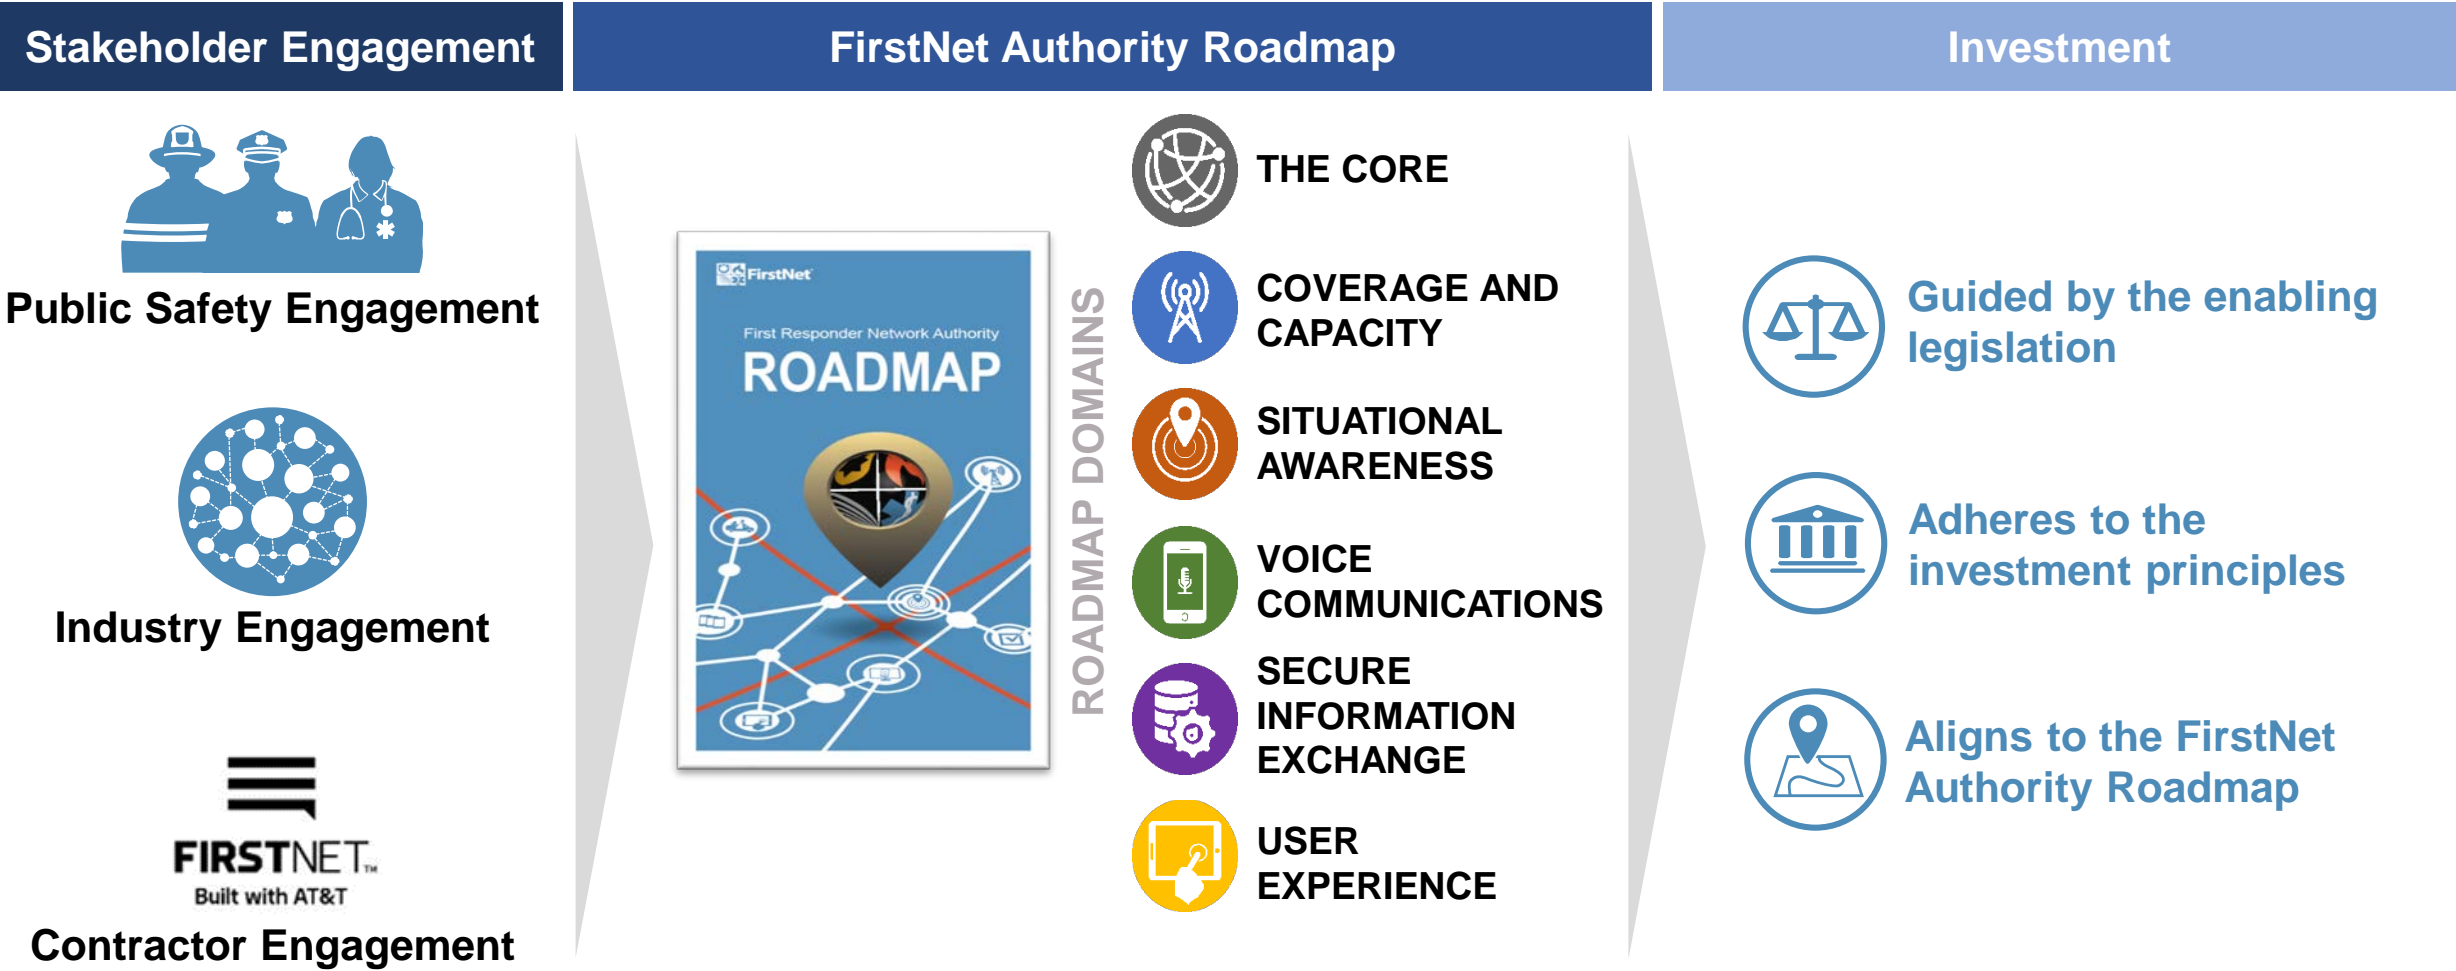 Stakeholder Engagement
FirstNet Authority Roadmap
Investment
Public Safety Engagement
Industry Engagement
FIRSTNET™
Built with AT&T
Contractor Engagement
FirstNet
First Responder Network Authority
ROADMAP
ROADMAP DOMAINS
THE CORE
COVERAGE AND
CAPACITY
SITUATIONAL
AWARENESS
VOICE
COMMUNICATIONS
SECURE
INFORMATION
EXCHANGE
USER
EXPERIENCE
Guided by the enabling
legislation
Adheres to the
investment principles
Aligns to the FirstNet
Authority Roadmap